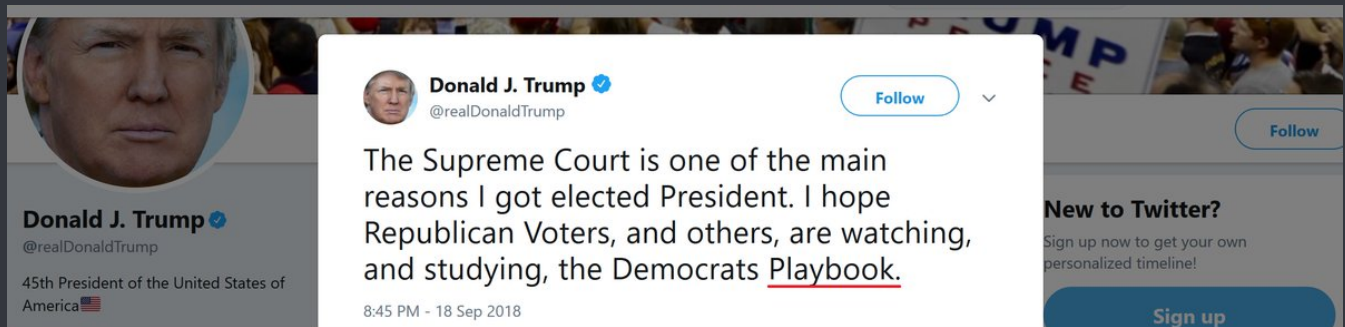 TRUMP
PE
MP
E
Donald J. Trump
@realDonaldTrump
Follow
The Supreme Court is one of the main
reasons I got elected President. I hope
Republican Voters, and others, are watching,
and studying, the Democrats Playbook.
8:45 PM - 18 Sep 2018
Donald J. Trump
@realDonaldTrump
45th President of the United States of
America
Follow
New to Twitter?
Sign up now to get your own
personalized timeline!
Sign up